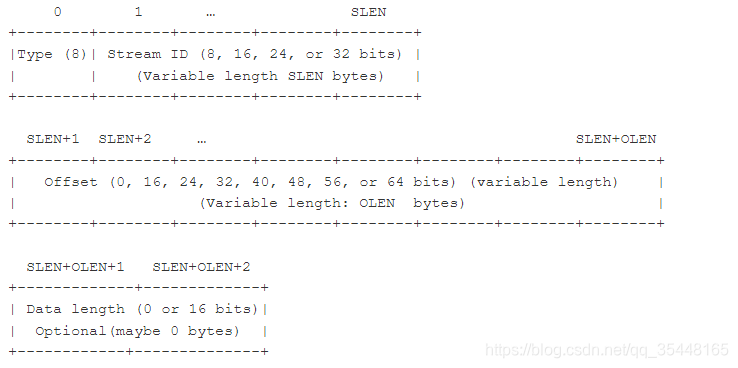 0 1 … SLEN
+--------+--------+--------+--------+--------+
|Type (8)| Stream ID (8, 16, 24, or 32 bits) |
| | (Variable length SLEN bytes) |
+--------+--------+--------+--------+--------+
SLEN+1 SLEN+2 … SLEN+OLEN
+--------+--------+--------+--------+--------+--------+--------+--------+
| Offset (0, 16, 24, 32, 40, 48, 56, or 64 bits) (variable length) |
| (Variable length: OLEN bytes) |
+--------+--------+--------+--------+--------+--------+--------+--------+
SLEN+OLEN+1 SLEN+OLEN+2
+-------------+-------------+
| Data length (0 or 16 bits)|
| Optional(maybe 0 bytes) |
+------------+--------------+
https://blog.csdn.net/qq_35448165